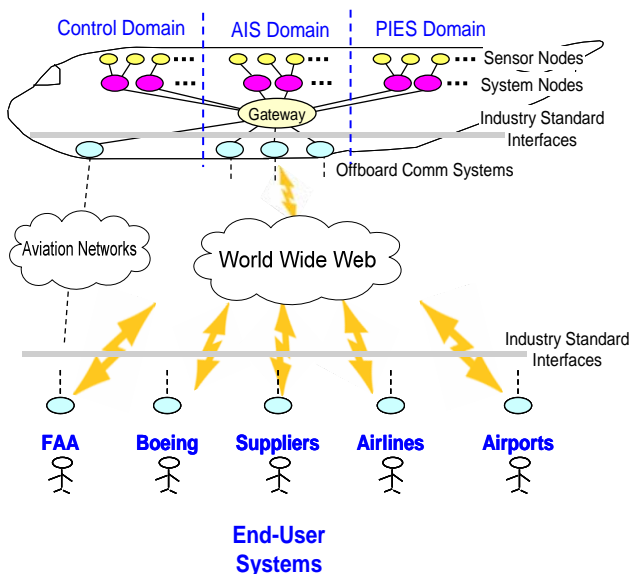 Control Domain AIS Domain PIES Domain
Sensor Nodes
System Nodes
Gateway
Industry Standard
Interfaces
Offboard Comm Systems
Aviation Networks
World Wide Web
Industry Standard
Interfaces
FAA Boeing Suppliers Airlines Airports
End-User
Systems